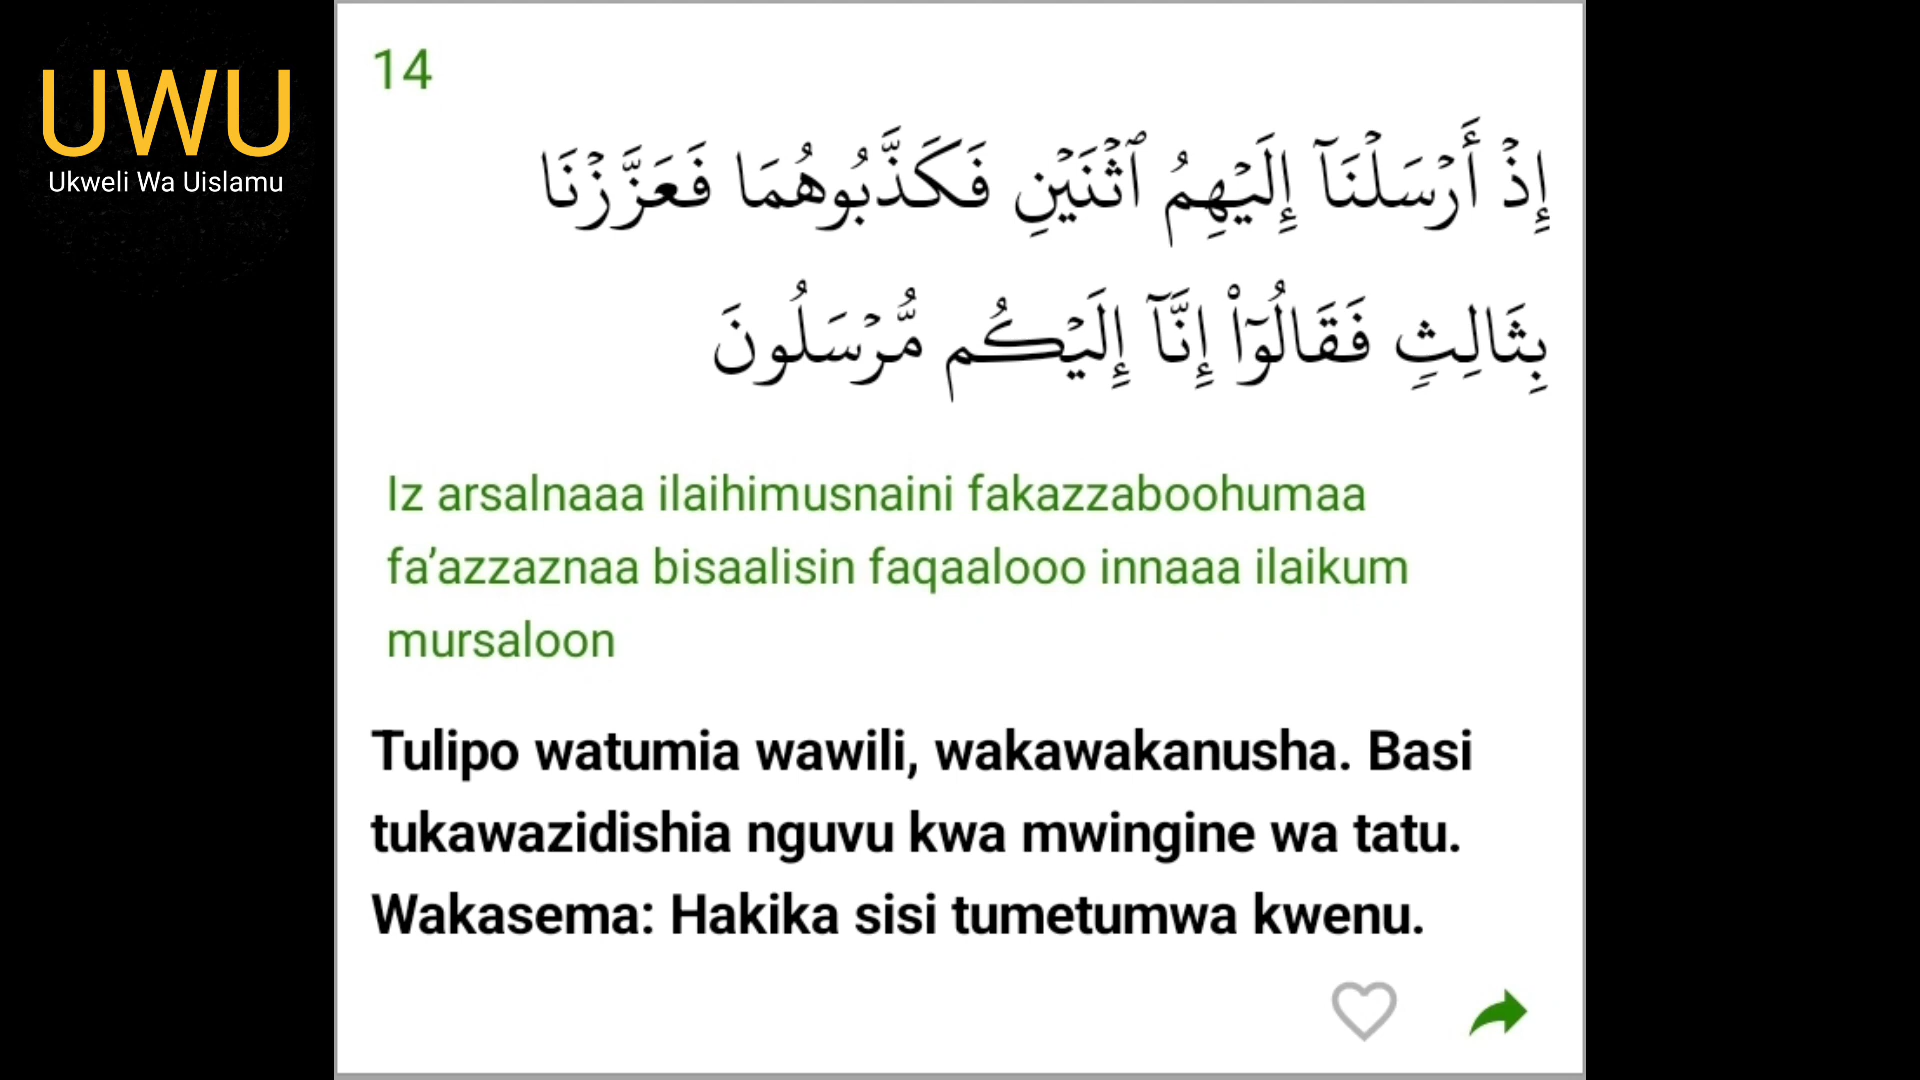 UWU
Ukweli Wa Uislamu
14
إِذۡ أَرۡسَلۡنَآ إِلَيۡهِمُ ٱثۡنَيۡنِ فَكَذَّبُوهُمَا فَعَزَّزۡنَا
بِثَالِثٖ فَقَالُوٓاْ إِنَّآ إِلَيۡكُم مُّرۡسَلُونَ
Iz arsalnaaa ilaihimusnaini fakazzaboohumaa
fa’azzaznaa bisaalisin faqaalooo innaaa ilaikum
mursaloon
Tulipo watumia wawili, wakawakanusha. Basi
tukawazidishia nguvu kwa mwingine wa tatu.
Wakasema: Hakika sisi tumetumwa kwenu.